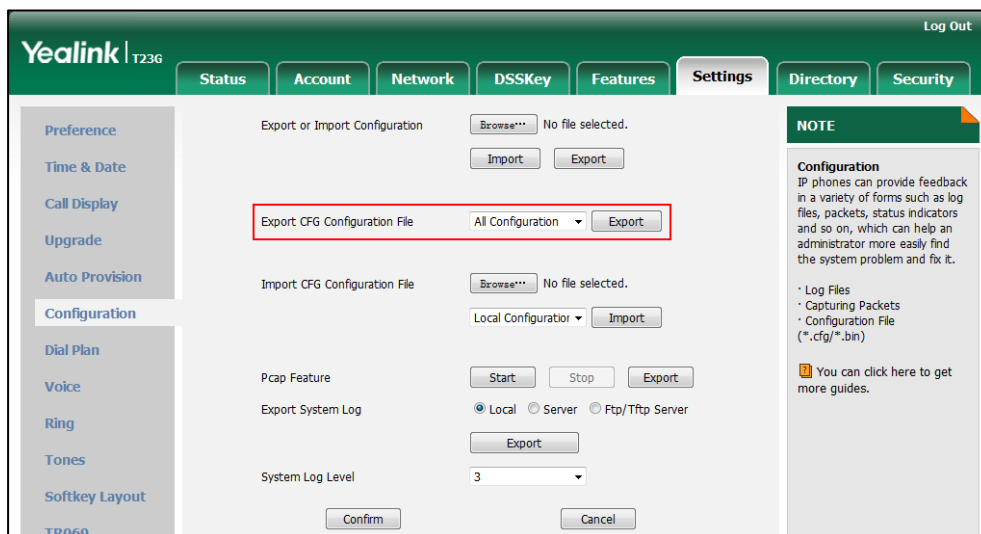 Log Out
Yealink T23G
Status Account Network DSSKey Features Settings Directory Security
Preference
Time & Date
Call Display
Upgrade
Auto Provision
Configuration
Dial Plan
Voice
Ring
Tones
Softkey Layout
TR069
Export or Import Configuration Browse... No file selected.
Import Export
Export CFG Configuration File All Configuration Export
Import CFG Configuration File Browse... No file selected.
Local Configuration Import
Pcap Feature Start Stop Export
Export System Log Local Server Ftp/Tftp Server
Export
System Log Level 3
Confirm Cancel
NOTE
Configuration
IP phones can provide feedback
in a variety of forms such as log
files, packets, status indicators
and so on, which can help an
administrator more easily find
the system problem and fix it.
· Log Files
· Capturing Packets
· Configuration File
(*.cfg/*.bin)
You can click here to get
more guides.